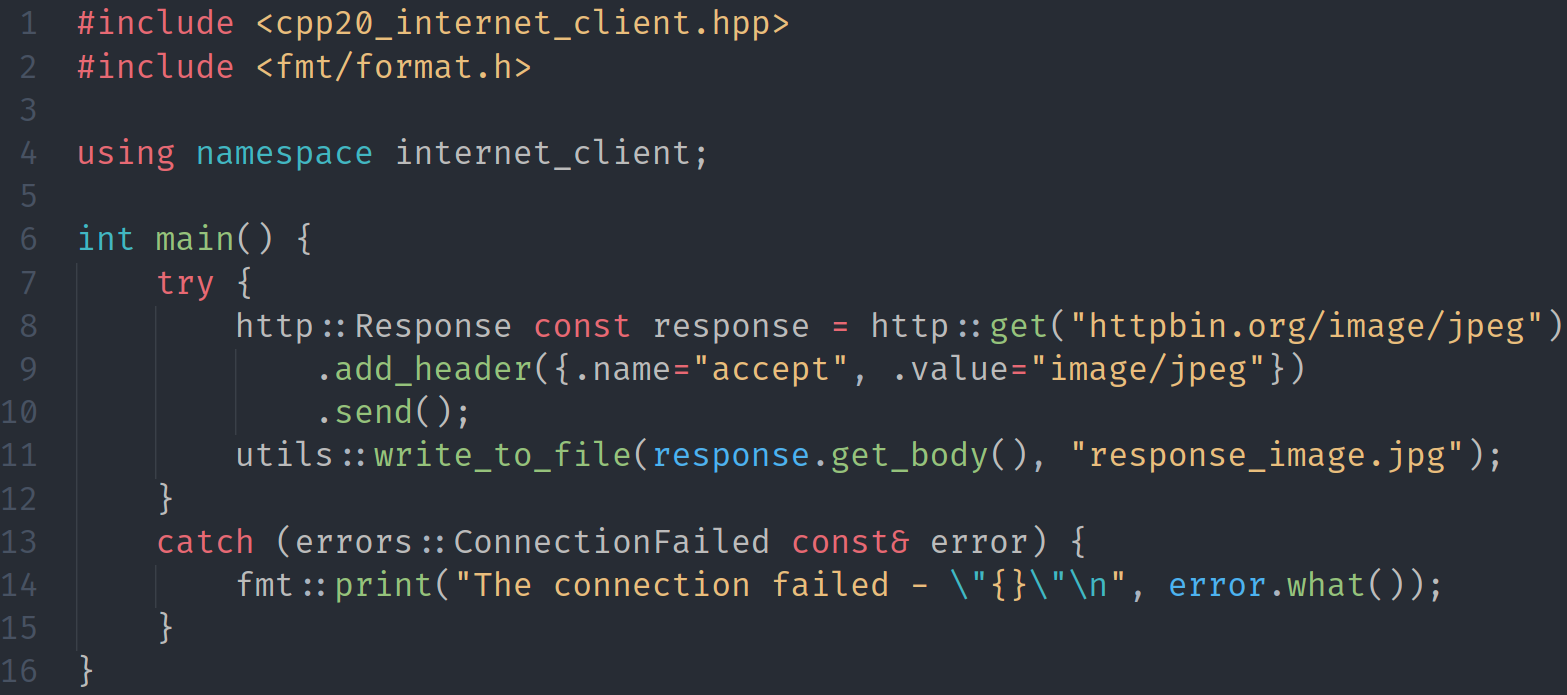 1 #include <cpp20_internet_client.hpp>
2 #include <fmt/format.h>
3
4 using namespace internet_client;
5
6 int main() {
7     try {
8         http::Response const response = http::get("httpbin.org/image/jpeg")
9             .add_header({.name="accept", .value="image/jpeg"})
10             .send();
11         utils::write_to_file(response.get_body(), "response_image.jpg");
12     }
13     catch (errors::ConnectionFailed const& error) {
14         fmt::print("The connection failed - \"{}\"\n", error.what());
15     }
16 }